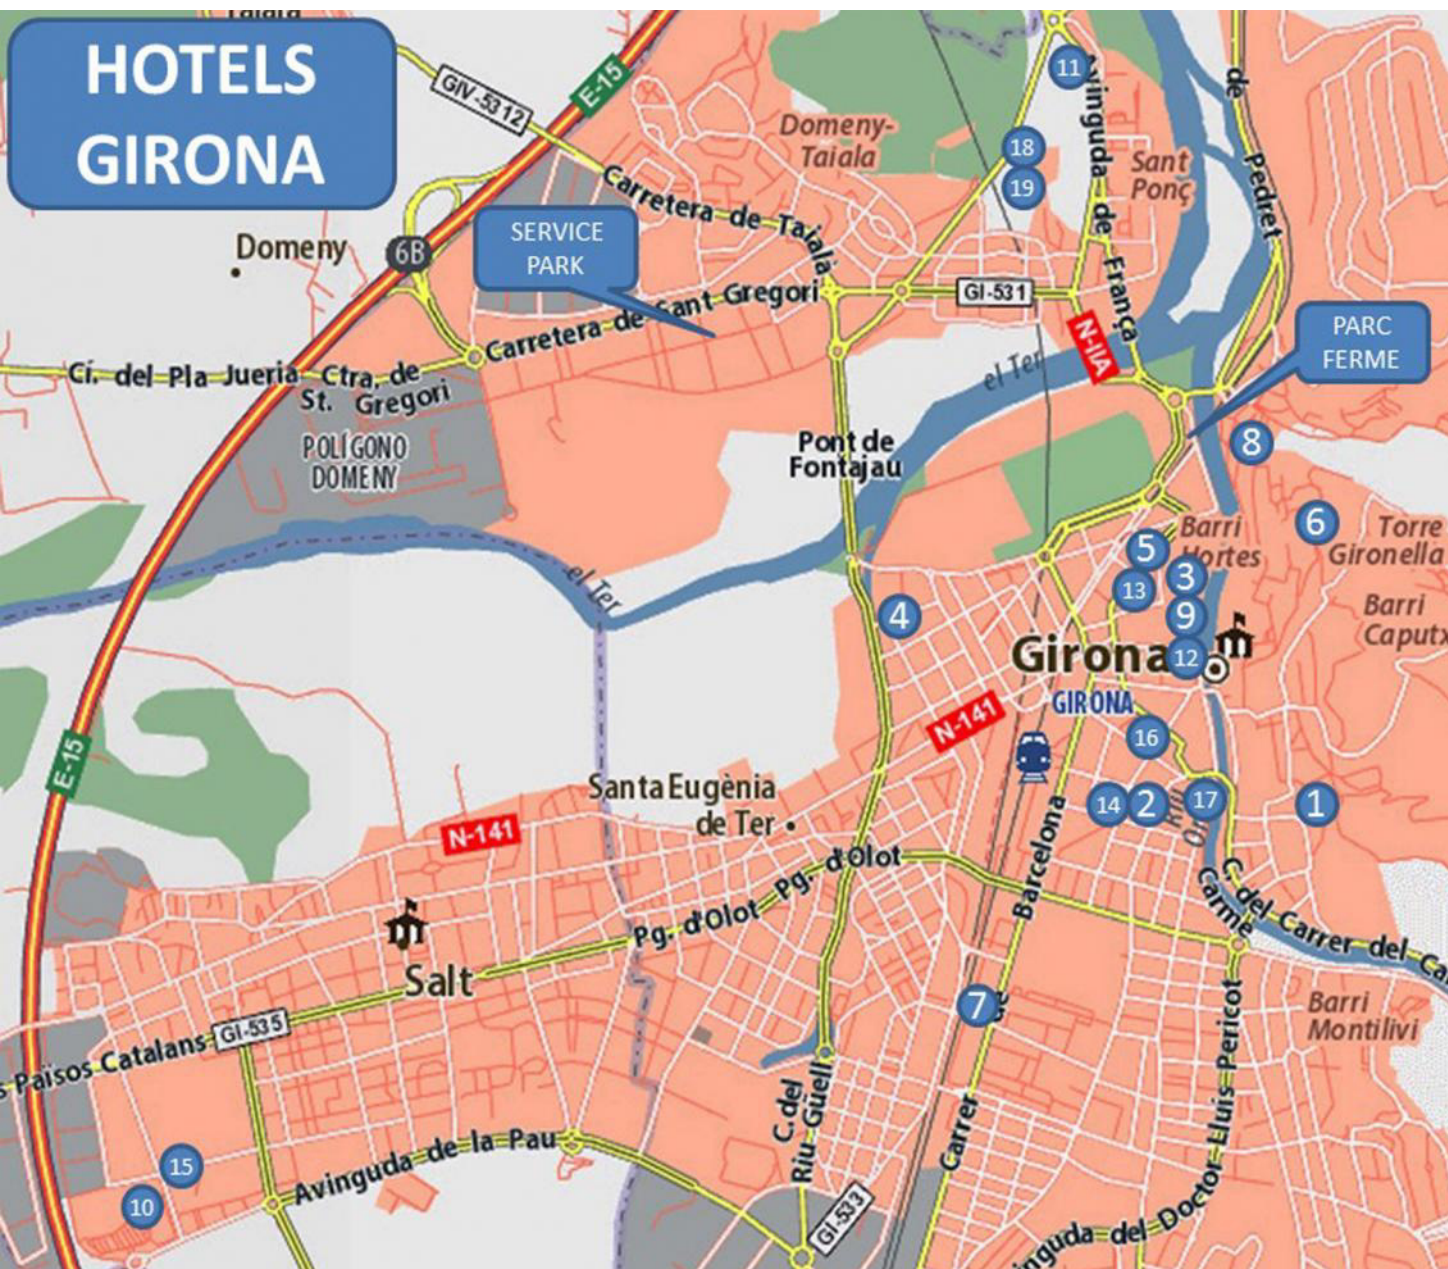 Taialà
HOTELS
GIRONA
GIV-5312
E-15
11
Avinguda de França
de Pedret
Domeny-
Taiala
18
19
Sant
Ponç
Carretera de Taialà
SERVICE
PARK
Domeny
6B
Carretera de Sant Gregori
GI-531
N-IIA
PARC
FERME
Cí. del Pla Jueria
Ctra, de
St. Gregori
el Ter
POLÍGONO
DOMENY
Pont de
Fontajau
8
6
Torre
Gironella
Barri
Hortes
5
3
13
9
el Ter
4
Barri
Caputx
Girona
12
GIRONA
N-141
16
E-15
Santa Eugènia
de Ter
14
2
17
1
N-141
Pg. d'Olot
Pg. d'Olot
Barcelona
Carme
C. del Carrer del Ca
Salt
7
de
Barri
Montilivi
GI-535
s Països Catalans
C. del
Riu Güell
Carrer
15
10
Avinguda de la Pau
GI-533
inguda del Doctor Lluís Pericot